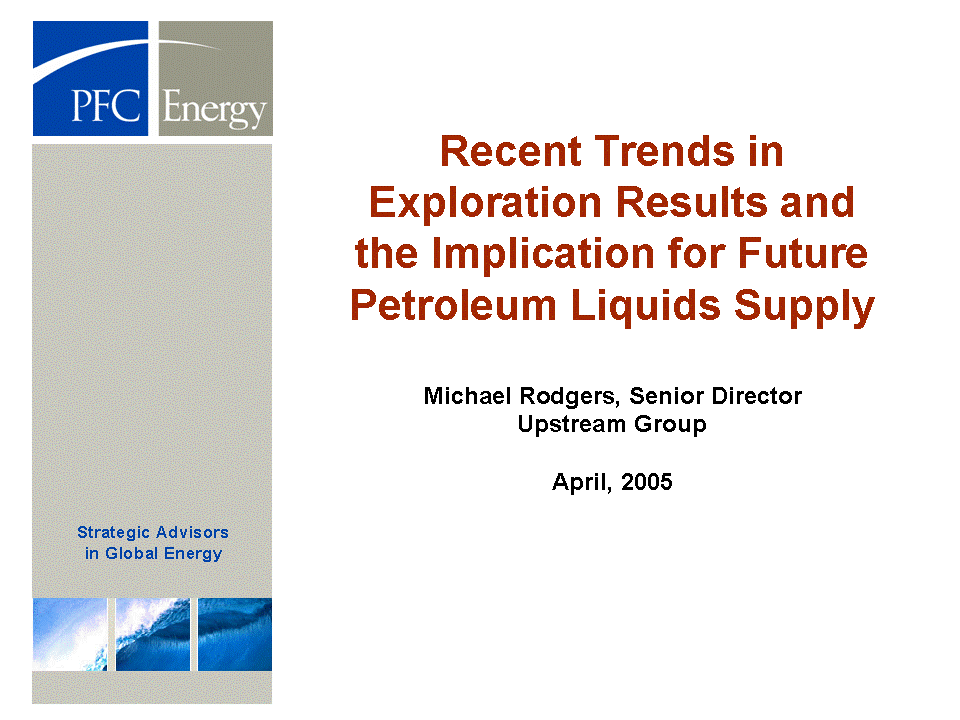 PFC Energy
Recent Trends in
Exploration Results and
the Implication for Future
Petroleum Liquids Supply
Michael Rodgers, Senior Director
Upstream Group
April, 2005
Strategic Advisors
in Global Energy